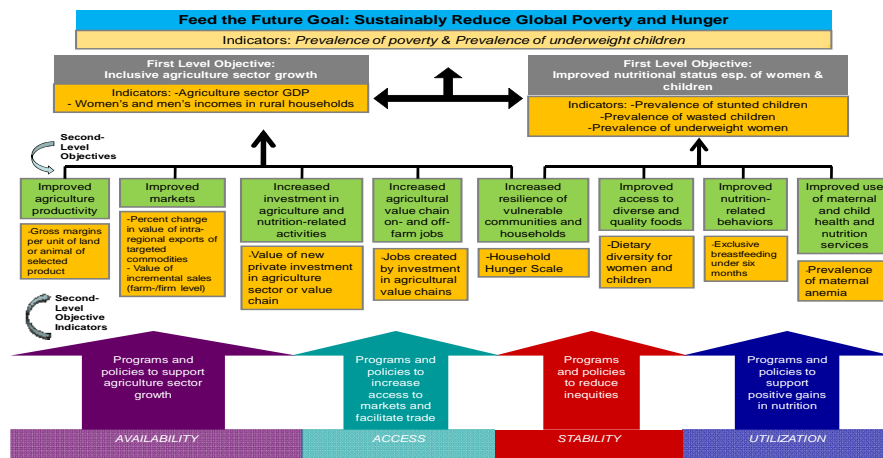 Feed the Future Goal: Sustainably Reduce Global Poverty and Hunger
Indicators: Prevalence of poverty & Prevalence of underweight children
First Level Objective:
Inclusive agriculture sector growth
Indicators: -Agriculture sector GDP
- Women's and men's incomes in rural households
First Level Objective:
Improved nutritional status esp. of women &
children
Indicators: -Prevalence of stunted children
-Prevalence of wasted children
-Prevalence of underweight women
Second-
Level
Objectives
Improved
agriculture
productivity
-Gross margins
per unit of land
or animal of
selected
product
Improved
markets
-Percent change
in value of intra-
regional exports of
targeted
commodities
- Value of
incremental sales
(farm-/firm level)
Increased
investment in
agriculture and
nutrition-related
activities
-Value of new
private investment
in agriculture
sector or value
chain
Increased
agricultural
value chain
on- and off-
farm jobs
-Jobs created
by investment
in agricultural
value chains
Increased
resilience of
vulnerable
communities and
households
-Household
Hunger Scale
Improved
access to
diverse and
quality foods
-Dietary
diversity for
women and
children
Improved
nutrition-
related
behaviors
-Exclusive
breastfeeding
under six
months
Improved use
of maternal
and child
health and
nutrition
services
-Prevalence
of maternal
anemia
Second-
Level
Objective
Indicators
Programs and
policies to support
agriculture sector
growth
Programs and
policies to
increase
access to
markets and
facilitate trade
Programs
and policies
to reduce
inequities
Programs and
policies to
support
positive gains
in nutrition
AVAILABILITY
ACCESS
STABILITY
UTILIZATION